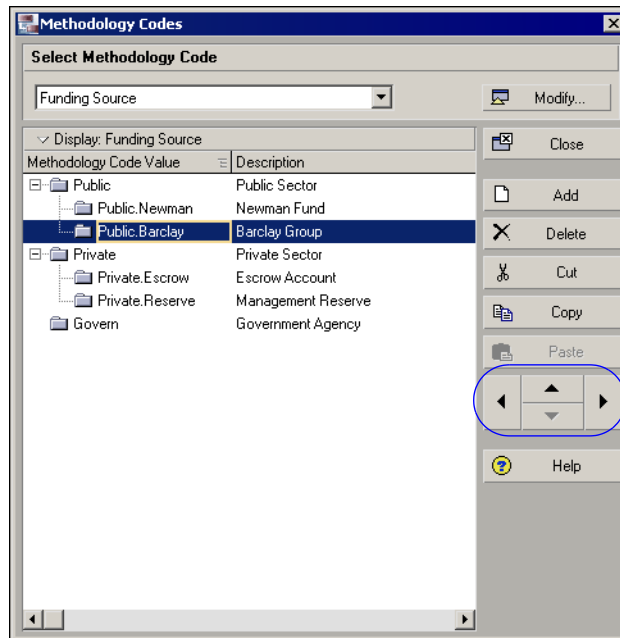 Methodology Codes
Select Methodology Code
Funding Source
Modify...
Display: Funding Source
Close
Methodology Code Value Description
Public Public Sector
Add
Public.Newman Newman Fund
Public.Barclay Barclay Group
Delete
Private Private Sector
Private.Escrow Escrow Account
Cut
Private.Reserve Management Reserve
Copy
Govern Government Agency
Paste
Help